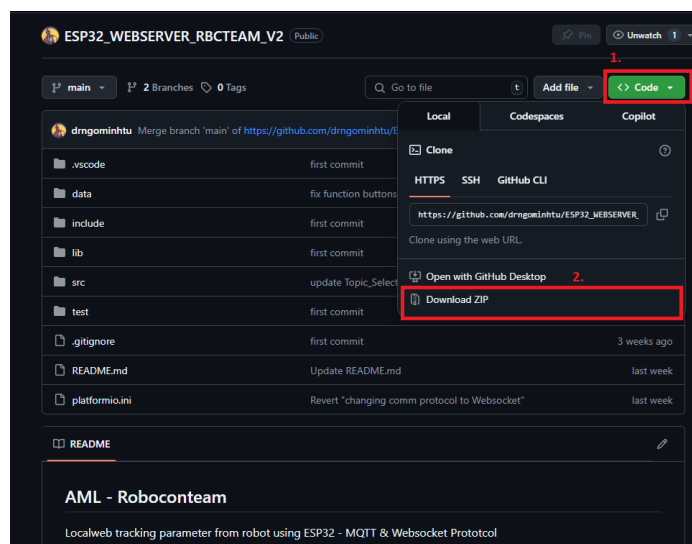 ESP32_WEBSERVER_RBCTEAM_V2 Public Pin Unwatch 1
1.
main 2 Branches 0 Tags Go to file t Add file <> Code
Local Codespaces Copilot
drngominhtu Merge branch 'main' of https://github.com/drngominhtu/E
Clone
.vscode first commit
HTTPS SSH GitHub CLI
data fix function buttons
https://github.com/drngominhtu/ESP32_WEBSERVER_
include first commit
Clone using the web URL.
lib first commit
Open with GitHub Desktop 2.
src update Topic_Select
Download ZIP
test first commit
.gitignore first commit 3 weeks ago
README.md Update README.md last week
platformio.ini Revert "changing comm protocol to Websocket" last week
README
AML - Roboconteam
Localweb tracking parameter from robot using ESP32 - MQTT & Websocket Prototcol